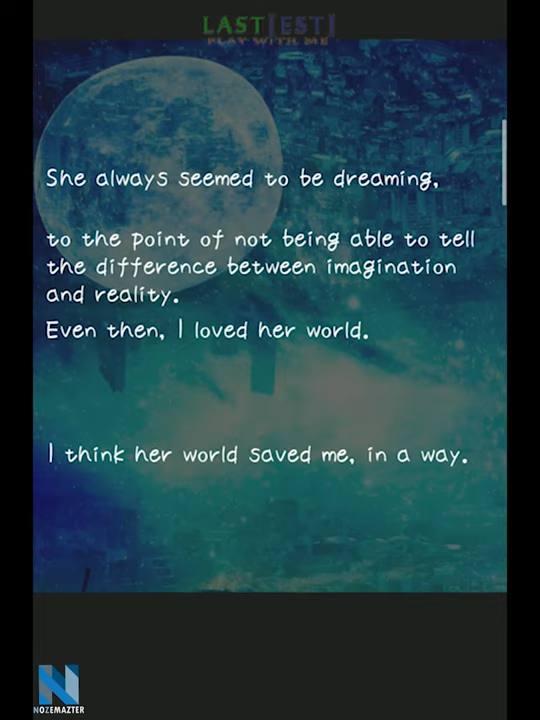 LAST[EST]
PLAY WITH ME
She always seemed to be dreaming,
to the point of not being able to tell
the difference between imagination
and reality.
Even then, I loved her world.
I think her world saved me, in a way.
NOZEMAZTER